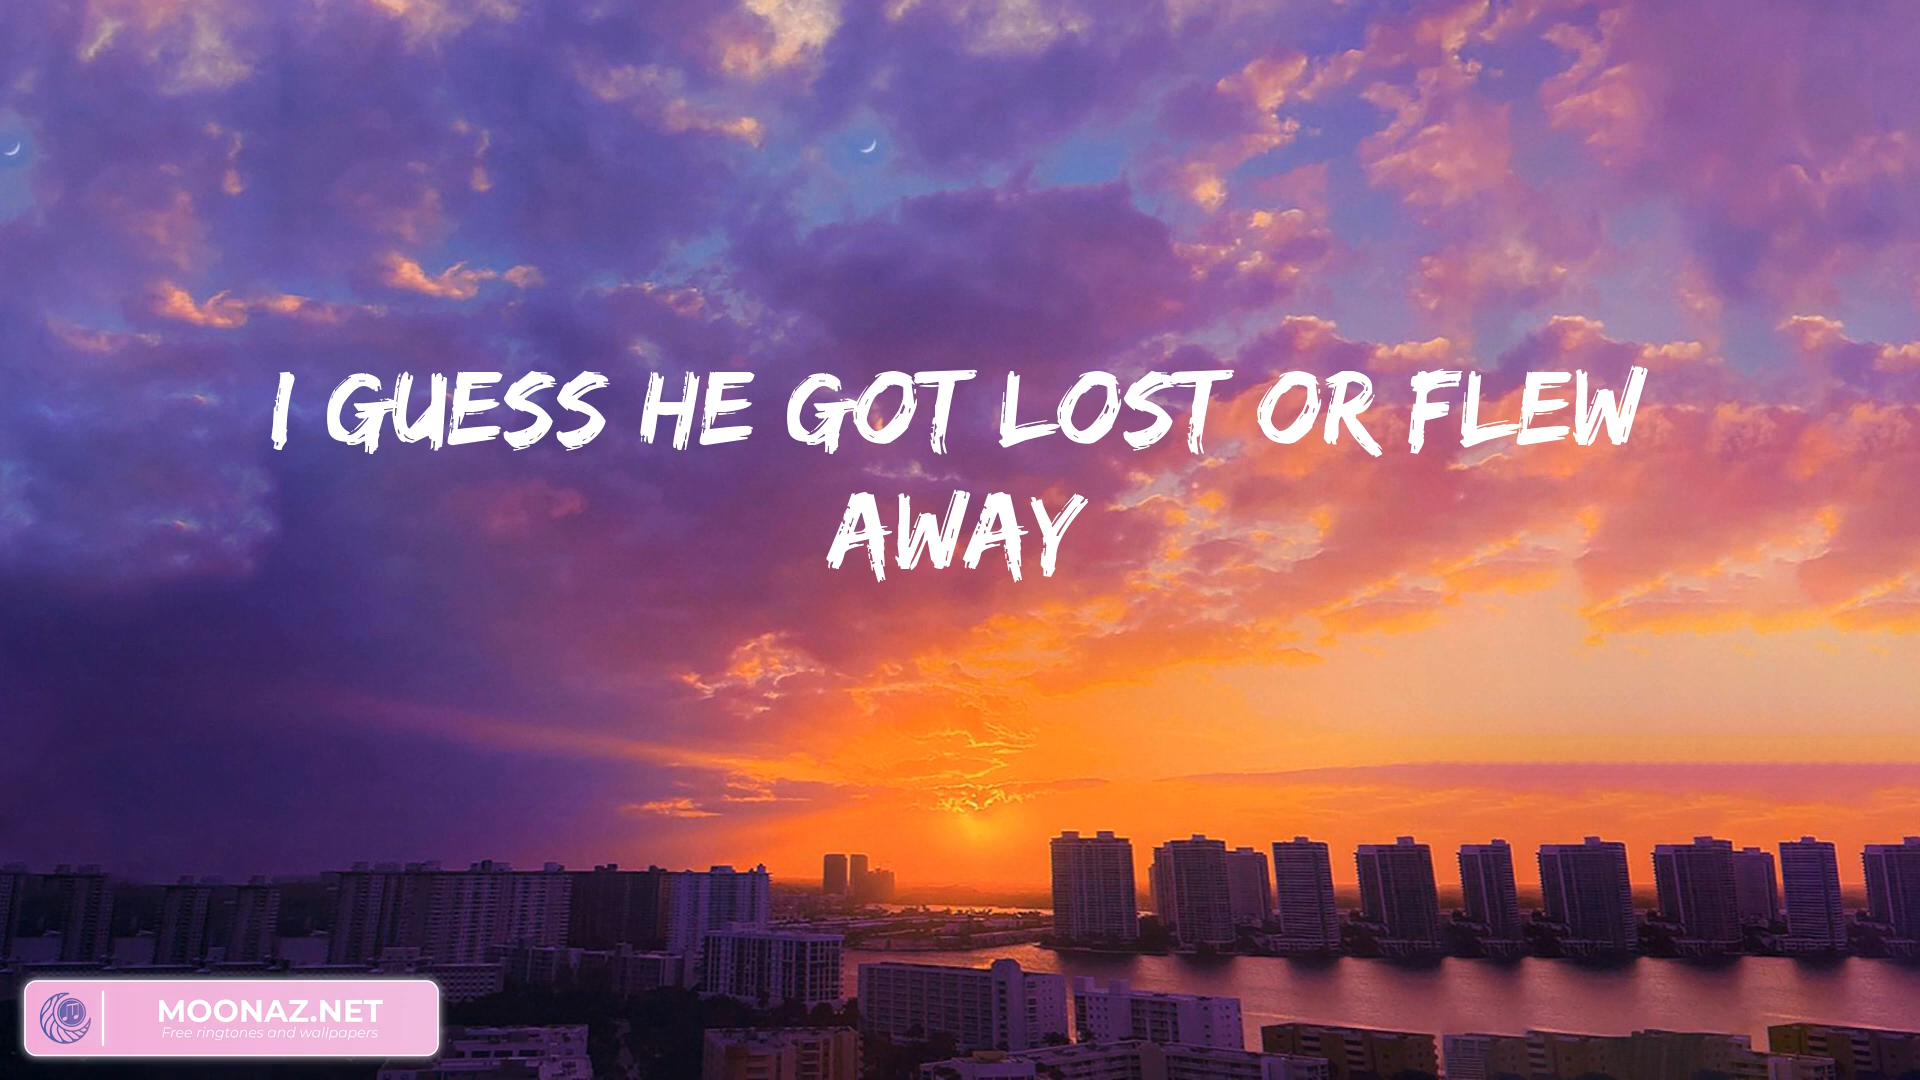 I GUESS HE GOT LOST OR FLEW
AWAY
MOONAZ.NET
Free ringtones and wallpapers